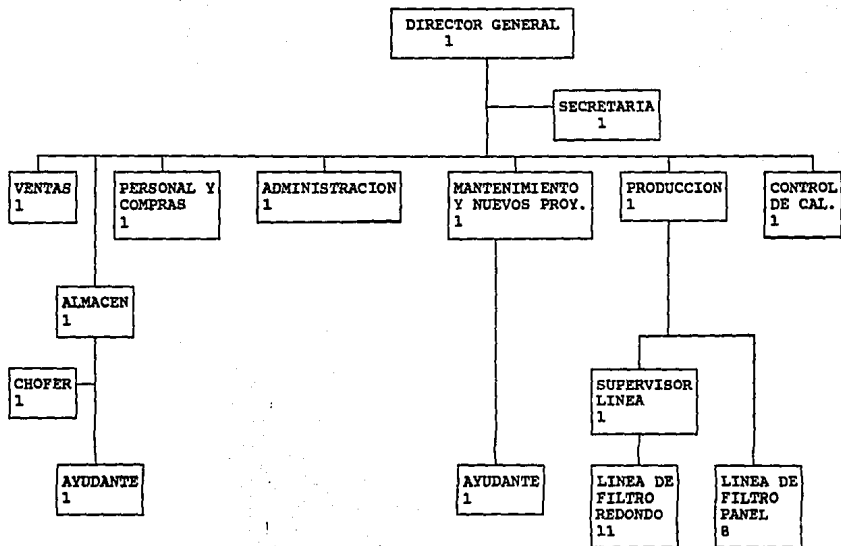 DIRECTOR GENERAL
1
SECRETARIA
1
VENTAS
1
PERSONAL Y
COMPRAS
1
ADMINISTRACION
1
MANTENIMIENTO
Y NUEVOS PROY.
1
PRODUCCION
1
CONTROL
DE CAL.
1
ALMACEN
1
CHOFER
1
SUPERVISOR
LINEA
1
AYUDANTE
1
AYUDANTE
1
LINEA DE
FILTRO
REDONDO
11
LINEA DE
FILTRO
PANEL
8